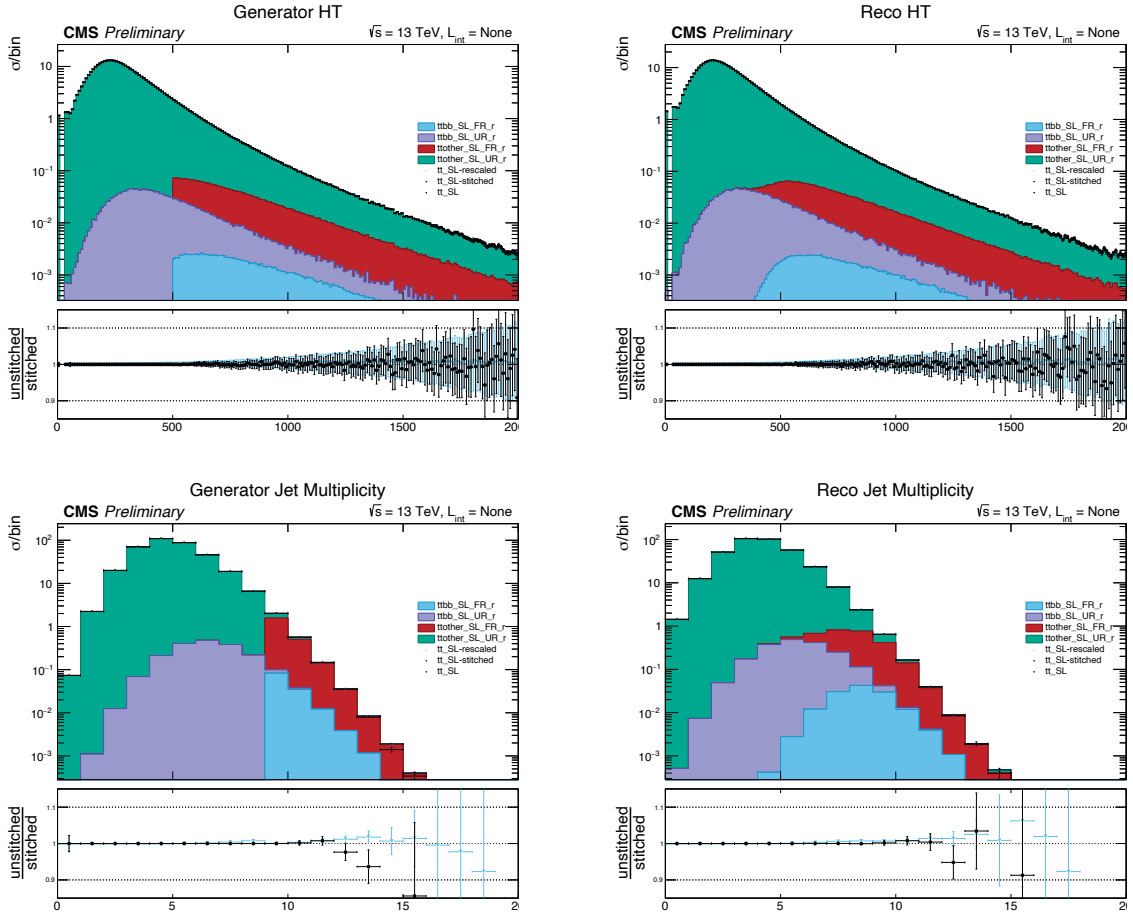 Generator HT
CMS Preliminary
√s = 13 TeV, L_int = None
σ/bin
10
1
10⁻¹
10⁻²
10⁻³
ttbb_SL_FR_r
ttbb_SL_UR_r
ttother_SL_FR_r
ttother_SL_UR_r
tt_SL-rescaled
tt_SL-stitched
tt_SL
unstitched
stitched
1.1
1
0.9
0 500 1000 1500 20
Reco HT
CMS Preliminary
√s = 13 TeV, L_int = None
σ/bin
10
1
10⁻¹
10⁻²
10⁻³
ttbb_SL_FR_r
ttbb_SL_UR_r
ttother_SL_FR_r
ttother_SL_UR_r
tt_SL-rescaled
tt_SL-stitched
tt_SL
unstitched
stitched
1.1
1
0.9
0 500 1000 1500 20
Generator Jet Multiplicity
CMS Preliminary
√s = 13 TeV, L_int = None
σ/bin
10²
10
1
10⁻¹
10⁻²
10⁻³
ttbb_SL_FR_r
ttbb_SL_UR_r
ttother_SL_FR_r
ttother_SL_UR_r
tt_SL-rescaled
tt_SL-stitched
tt_SL
unstitched
stitched
1.1
1
0.9
0 5 10 15 20
Reco Jet Multiplicity
CMS Preliminary
√s = 13 TeV, L_int = None
σ/bin
10²
10
1
10⁻¹
10⁻²
10⁻³
ttbb_SL_FR_r
ttbb_SL_UR_r
ttother_SL_FR_r
ttother_SL_UR_r
tt_SL-rescaled
tt_SL-stitched
tt_SL
unstitched
stitched
1.1
1
0.9
0 5 10 15 20